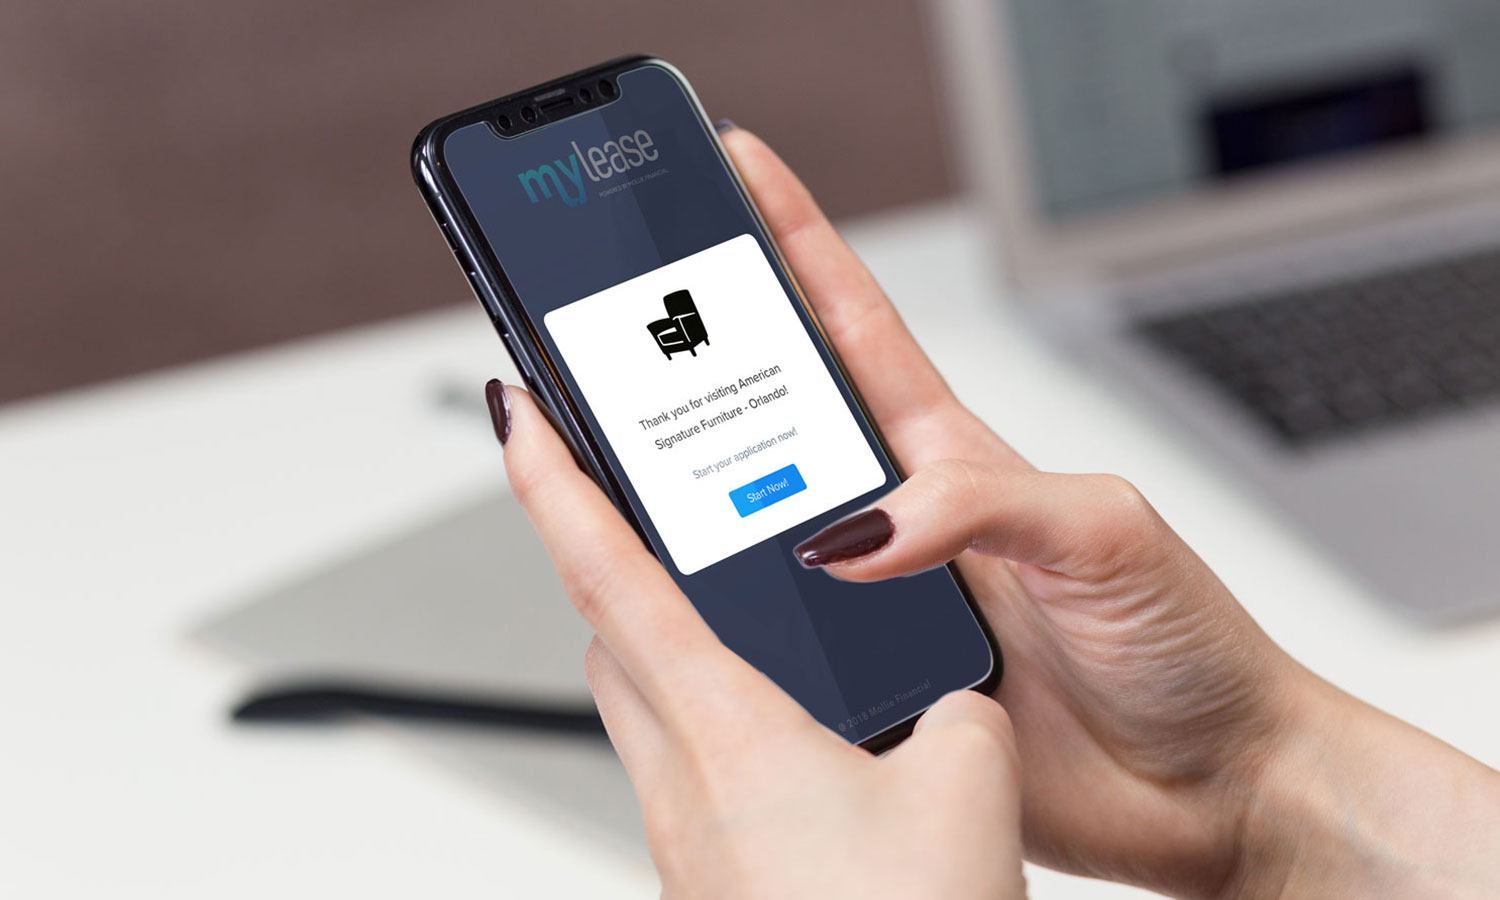 mylease
POWERED BY MOLLIE FINANCIAL
Thank you for visiting American
Signature Furniture - Orlando!
Start your application now!
Start Now!
© 2018 Mollie Financial